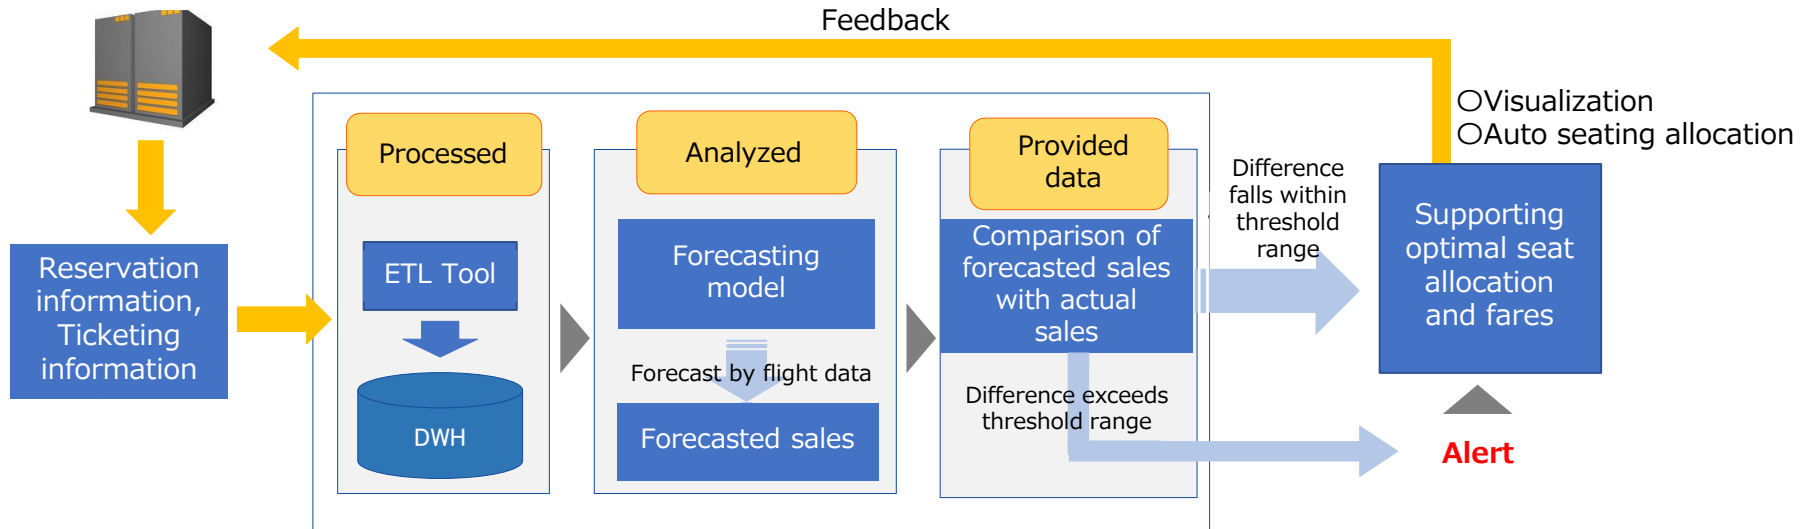 Feedback
〇Visualization
〇Auto seating allocation
Processed
Analyzed
Provided
data
Difference
falls within
threshold
range
Reservation
information,
Ticketing
information
ETL Tool
DWH
Forecasting
model
Forecast by flight data
Forecasted sales
Comparison of
forecasted sales
with actual
sales
Difference exceeds
threshold range
Supporting
optimal seat
allocation
and fares
Alert